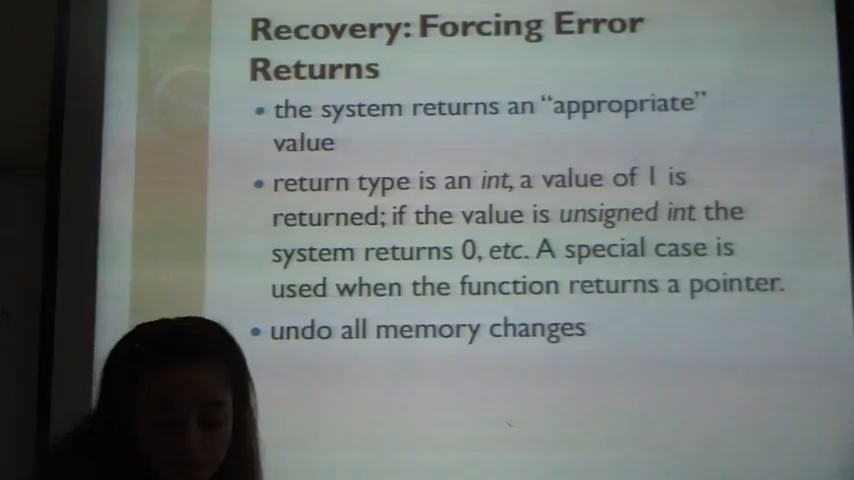 Recovery: Forcing Error
Returns
• the system returns an “appropriate”
value
• return type is an int, a value of 1 is
returned; if the value is unsigned int the
system returns 0, etc. A special case is
used when the function returns a pointer.
• undo all memory changes